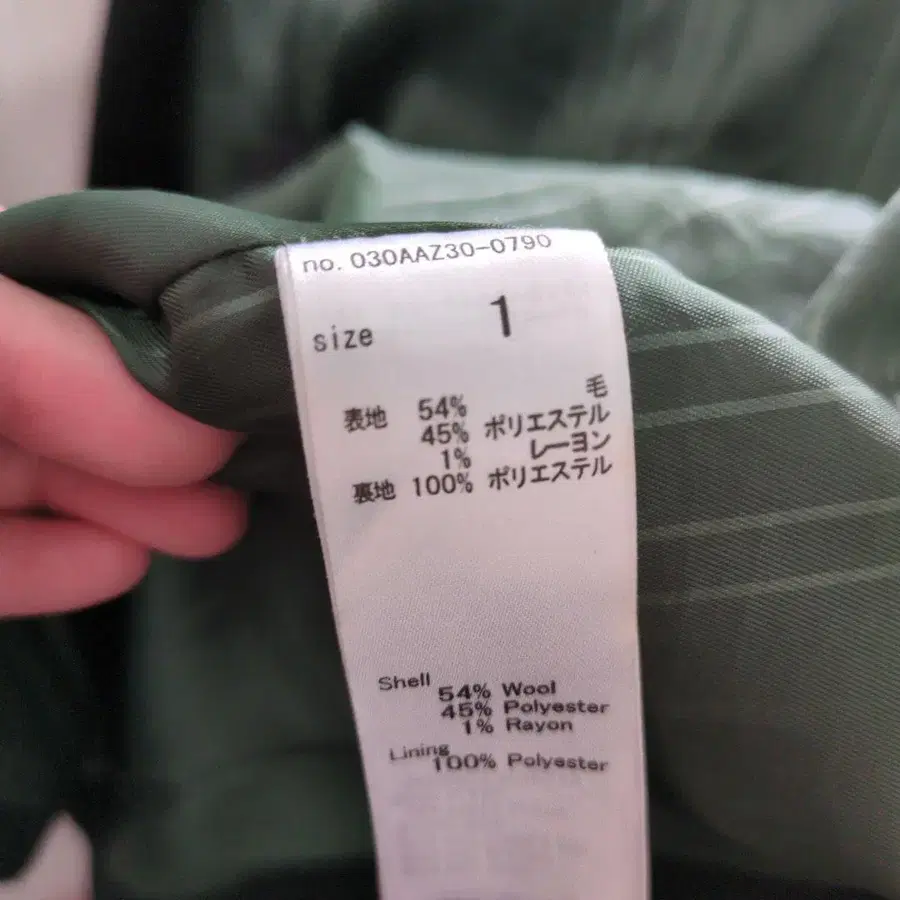 no. 030AAZ30-0790
size 1
表地 54% 毛
45% ポリエステル
1% レーヨン
裏地 100% ポリエステル
Shell
54% Wool
45% Polyester
1% Rayon
Lining
100% Polyester